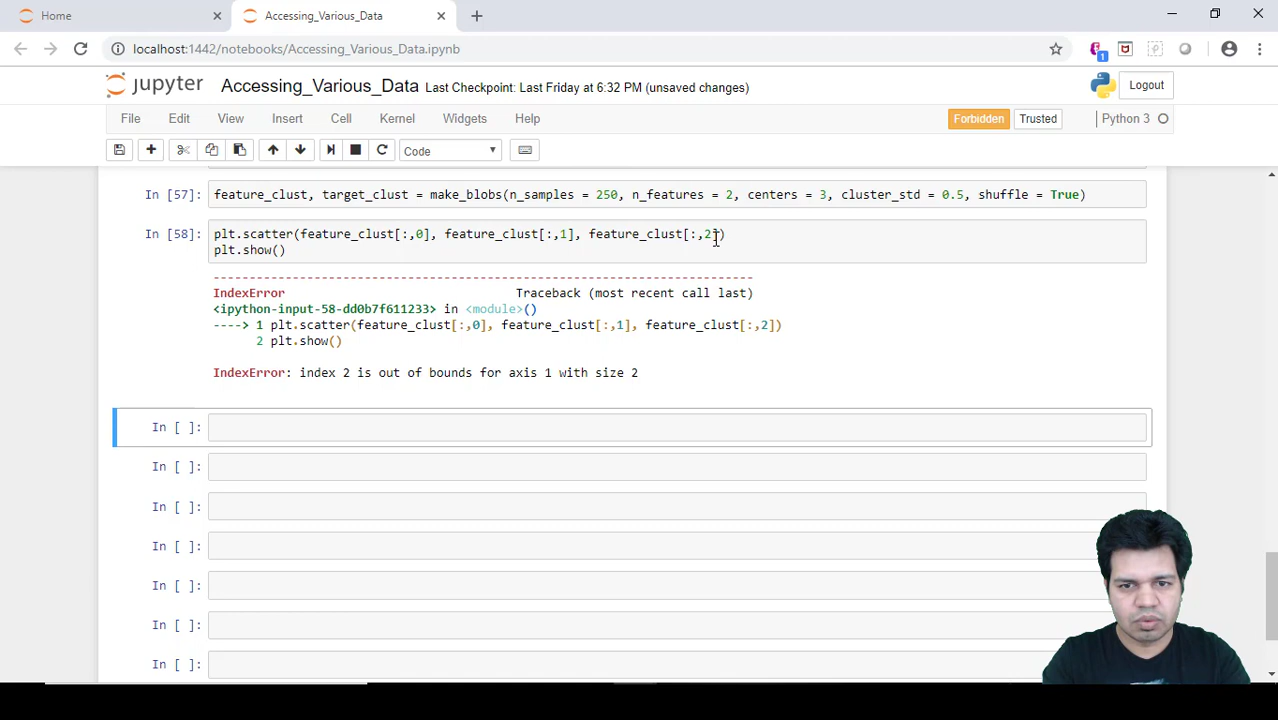 Home
Accessing_Various_Data
localhost:1442/notebooks/Accessing_Various_Data.ipynb
1
jupyter Accessing_Various_Data Last Checkpoint: Last Friday at 6:32 PM (unsaved changes)
Logout
File Edit View Insert Cell Kernel Widgets Help
Forbidden Trusted Python 3
Code
In [57]: feature_clust, target_clust = make_blobs(n_samples = 250, n_features = 2, centers = 3, cluster_std = 0.5, shuffle = True)
In [58]: plt.scatter(feature_clust[:,0], feature_clust[:,1], feature_clust[:,2])
plt.show()
---------------------------------------------------------------------------
IndexError Traceback (most recent call last)
<ipython-input-58-dd0b7f611233> in <module>()
----> 1 plt.scatter(feature_clust[:,0], feature_clust[:,1], feature_clust[:,2])
2 plt.show()
IndexError: index 2 is out of bounds for axis 1 with size 2
In [ ]:
In [ ]:
In [ ]:
In [ ]:
In [ ]:
In [ ]:
In [ ]: